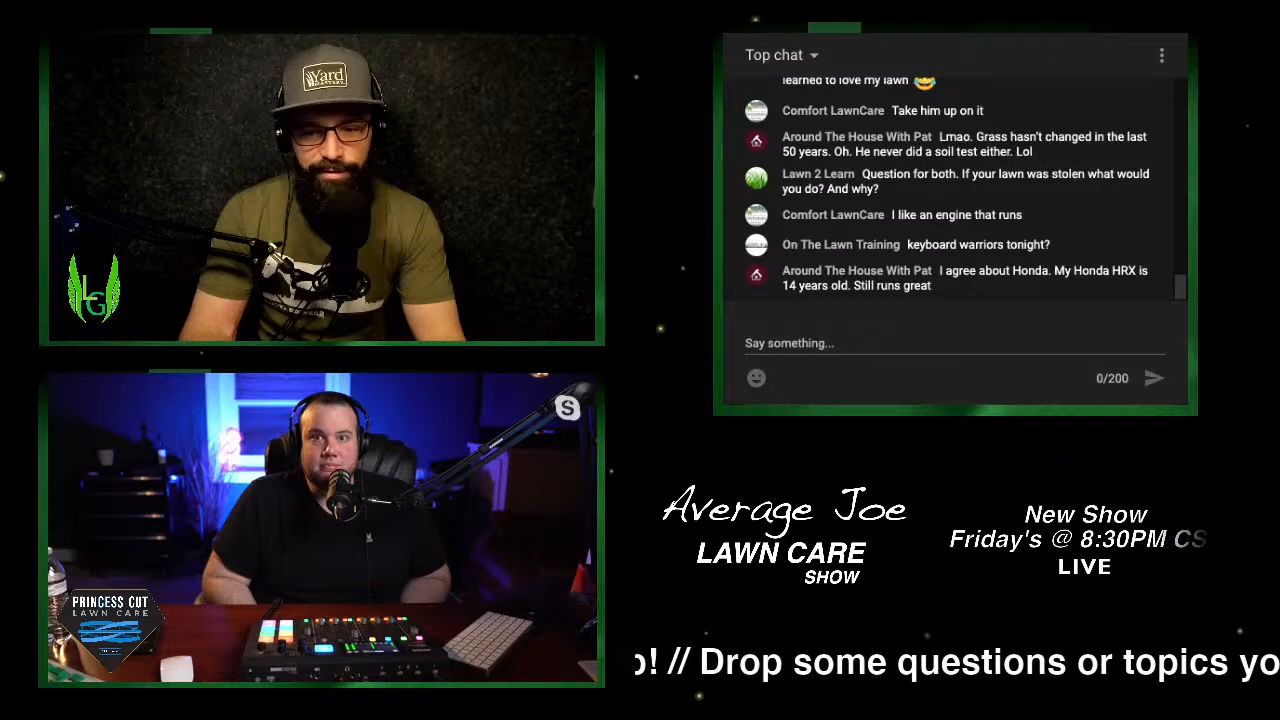 Yard
LG
Top chat
learned to love my lawn
Comfort LawnCare Take him up on it
Around The House With Pat Lmao. Grass hasn't changed in the last
50 years. Oh. He never did a soil test either. Lol
Lawn 2 Learn Question for both. If your lawn was stolen what would
you do? And why?
Comfort LawnCare I like an engine that runs
On The Lawn Training keyboard warriors tonight?
Around The House With Pat I agree about Honda. My Honda HRX is
14 years old. Still runs great
Say something...
0/200
S
PRINCESS CUT
LAWN CARE
Average Joe
LAWN CARE
SHOW
New Show
Friday's @ 8:30PM CS
LIVE
o! // Drop some questions or topics yo